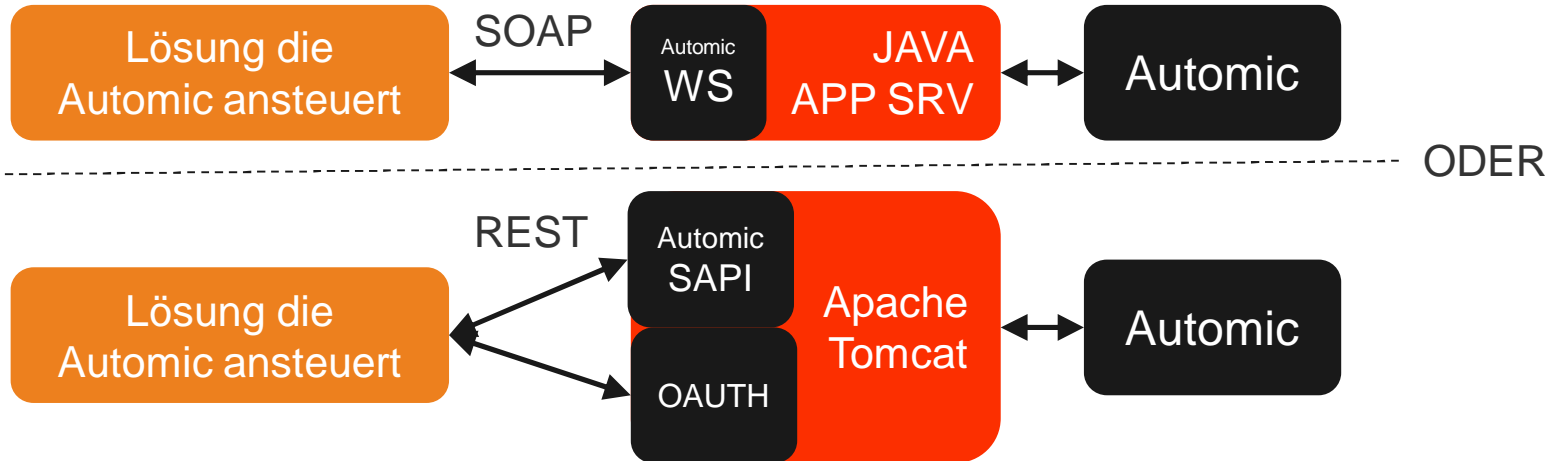 Lösung die
Automic ansteuert
SOAP
Automic
WS
JAVA
APP SRV
Automic
ODER
Lösung die
Automic ansteuert
REST
Automic
SAPI
OAUTH
Apache
Tomcat
Automic